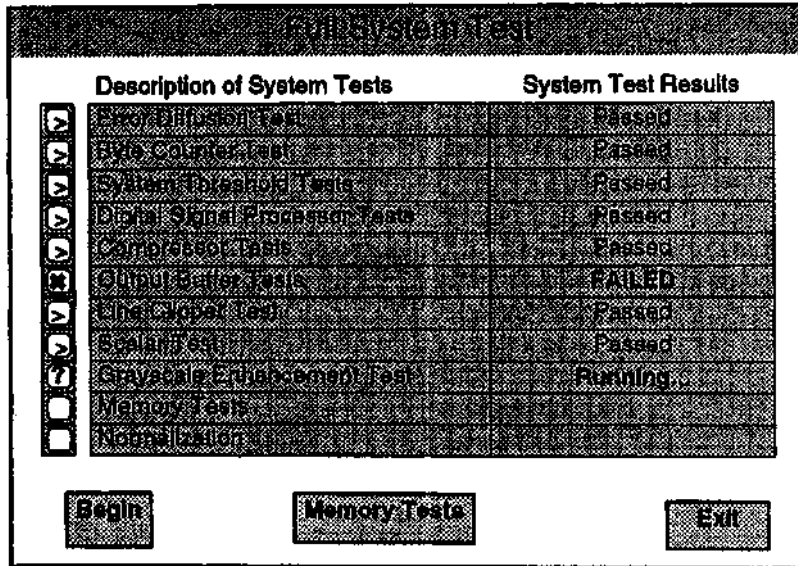 Full System Test
Description of System Tests System Test Results
> Error Diffusion Test Passed
> Byte Counter Test Passed
> System Threshold Tests Passed
> Digital Signal Processor Tests Passed
> Compressor Tests Passed
x Output Buffer Tests FAILED
> Line Clipper Test Passed
> Scalar Test Passed
? Grayscale Enhancement Test Running...
Memory Tests
Normalization
Begin Memory Tests Exit